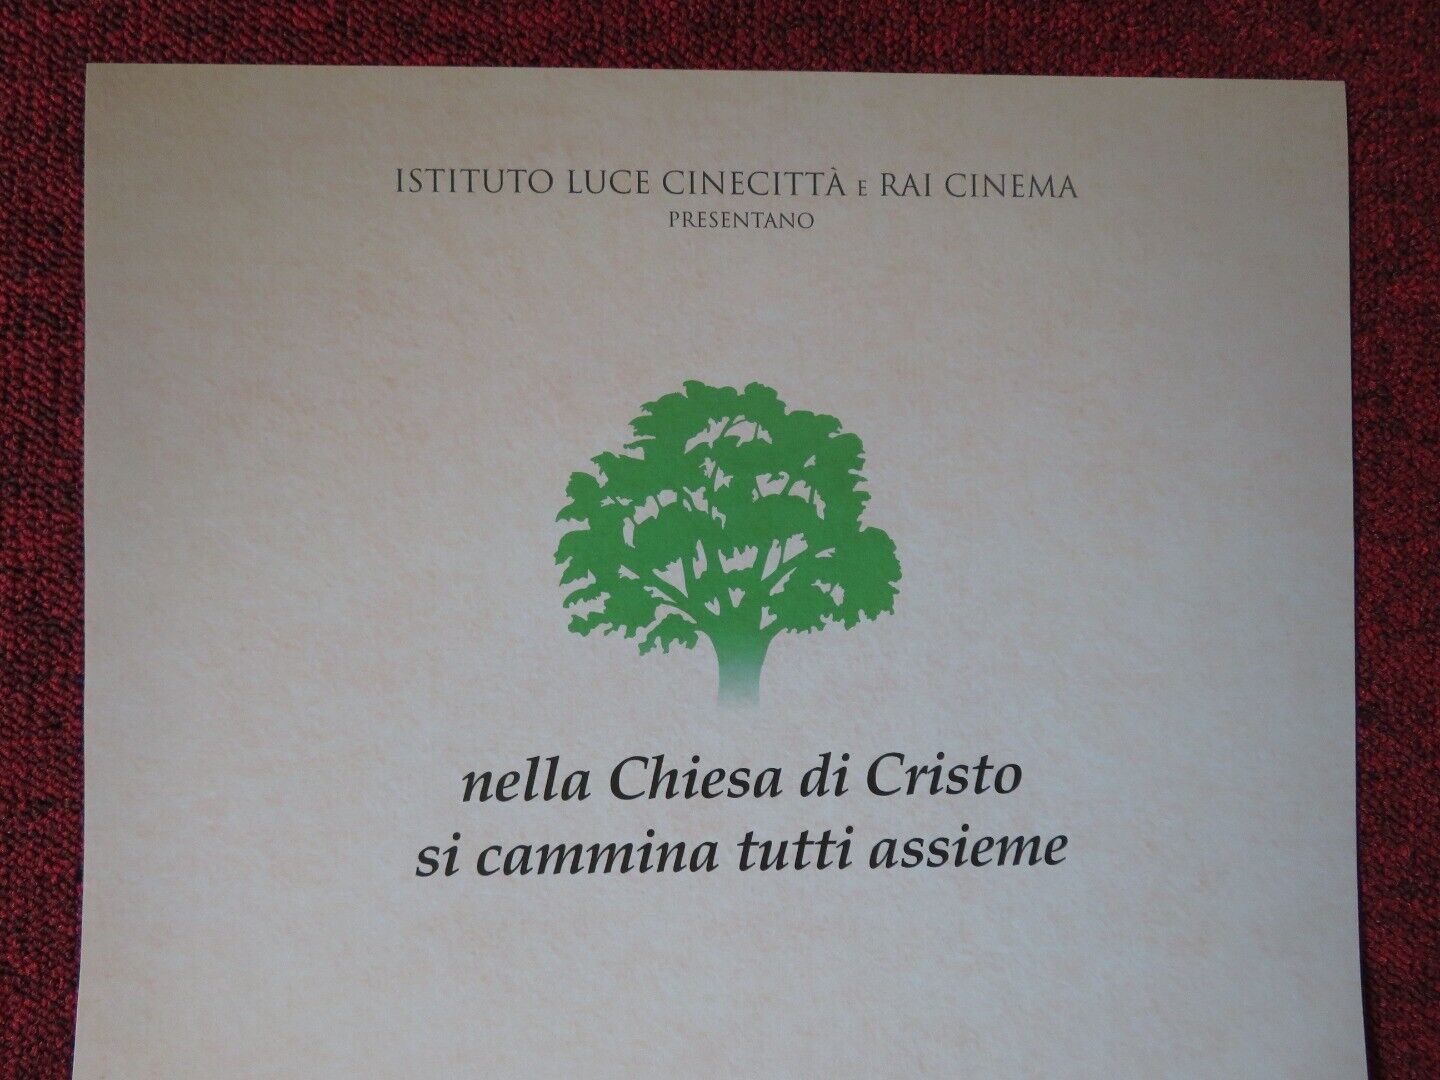 ISTITUTO LUCE CINECITTÀ E RAI CINEMA
PRESENTANO
nella Chiesa di Cristo
si cammina tutti assieme